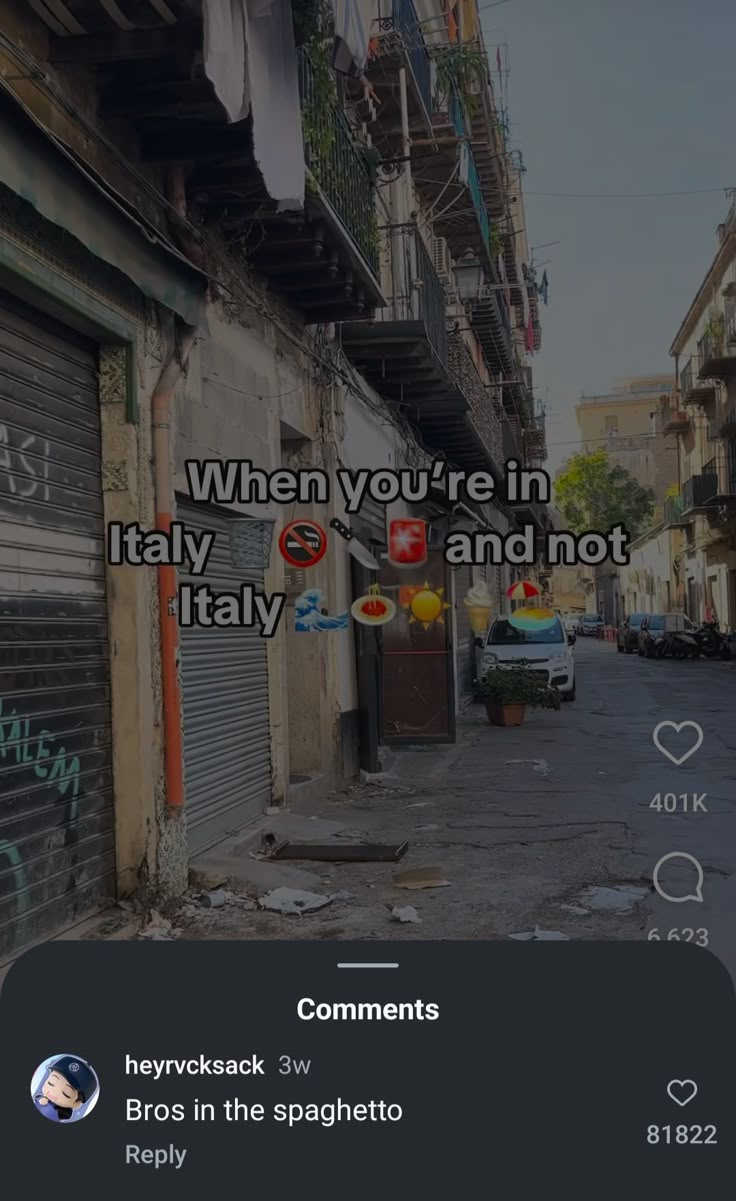 When you're in
Italy 🗑️🚭🔪🚨 and not
Italy 🌊🍝☀️🍦🏖️
401K
6,623
Comments
heyrvcksack 3w
Bros in the spaghetto
81822
Reply